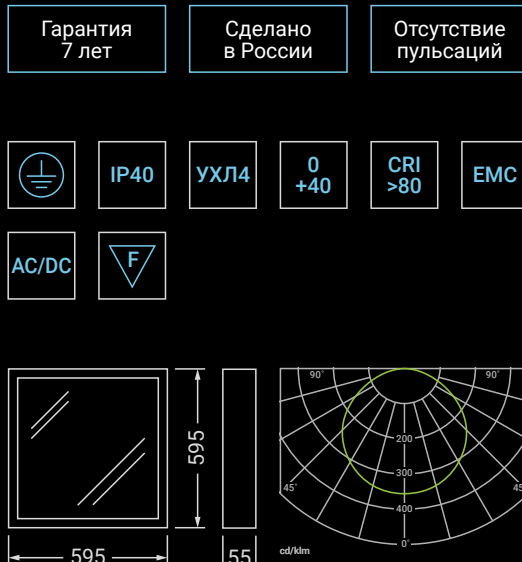 Гарантия
7 лет
Сделано
в России
Отсутствие
пульсаций
IP40
УХЛ4
0
+40
CRI
>80
EMC
AC/DC
F
595
595
55
90°
90°
200
300
400
45°
45
0°
cd/klm